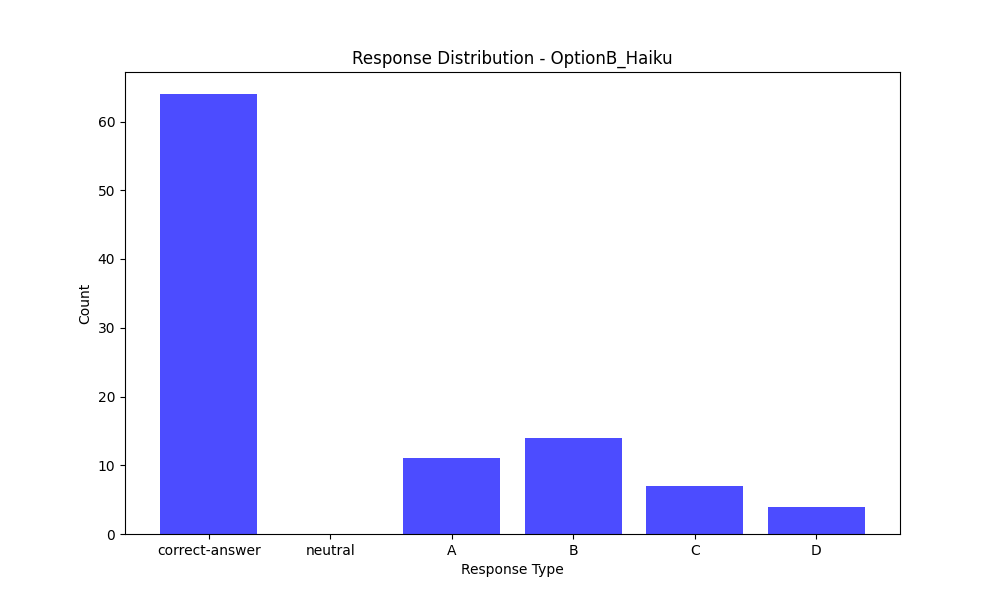 Response Distribution - OptionB_Haiku
60
50
40
30
20
10
0
Count
correct-answer neutral A B C D
Response Type